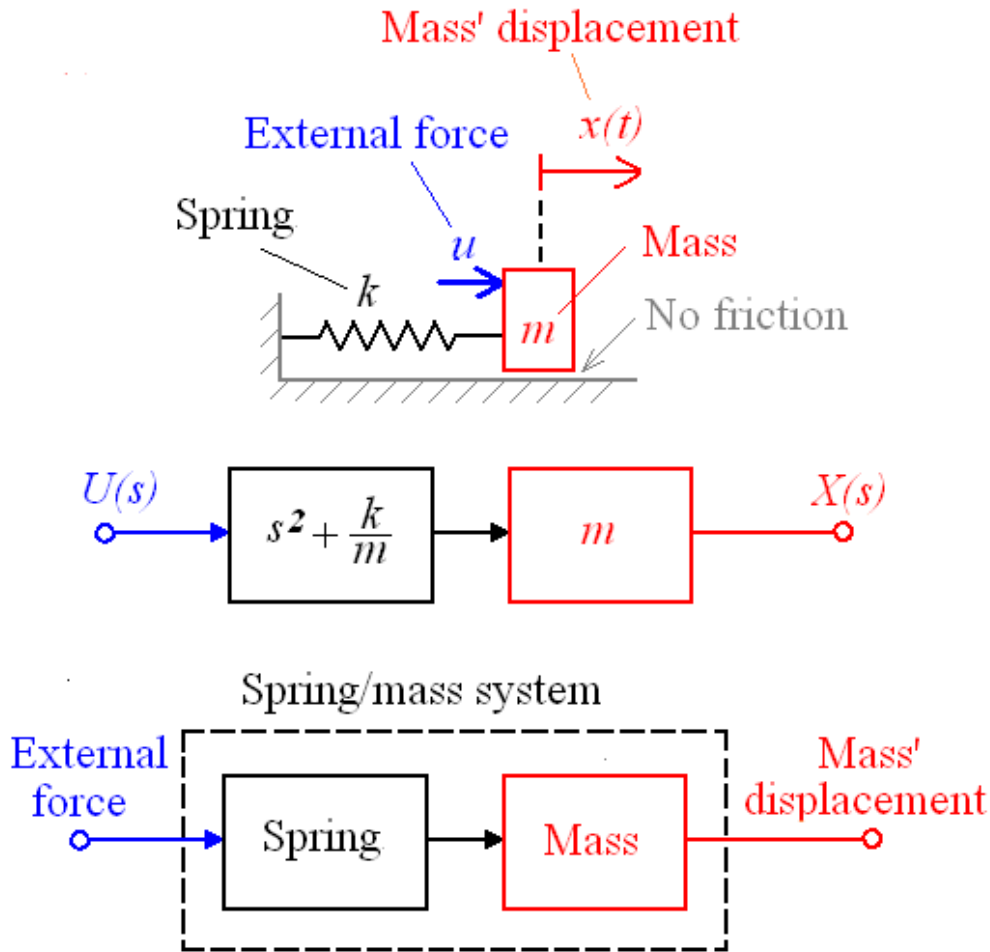 Mass' displacement
x(t)
External force
Spring
u
Mass
k
No friction
m
U(s)
s² + k/m
m
X(s)
Spring/mass system
External
force
Spring
Mass
Mass'
displacement